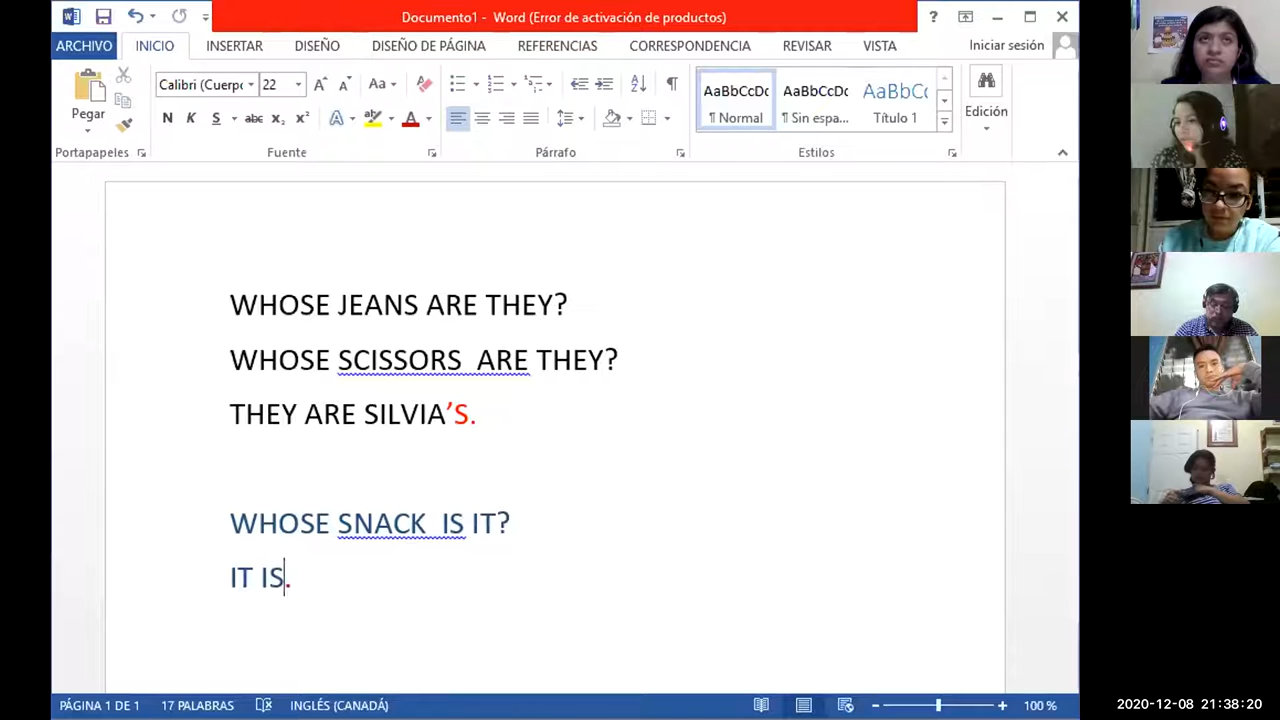 Documento1 - Word (Error de activación de productos)
?
ARCHIVO INICIO INSERTAR DISEÑO DISEÑO DE PÁGINA REFERENCIAS CORRESPONDENCIA REVISAR VISTA Iniciar sesión
Calibri (Cuerp 22 A A Aa
Pegar
N K S abc x₂ x² A A
AaBbCcDc AaBbCcDc AaBbC
¶ Normal ¶ Sin espa... Título 1
Edición
Portapapeles Fuente Párrafo Estilos
WHOSE JEANS ARE THEY?
WHOSE SCISSORS ARE THEY?
THEY ARE SILVIA’S.
WHOSE SNACK IS IT?
IT IS.
PÁGINA 1 DE 1 17 PALABRAS INGLÉS (CANADÁ) 100 %
2020-12-08 21:38:20